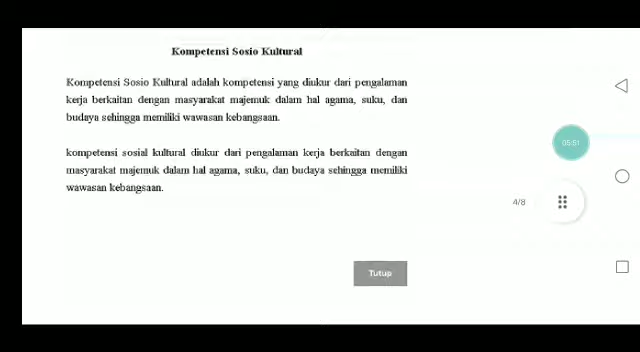 Kompetensi Sosio Kultural
Kompetensi Sosio Kultural adalah kompetensi yang diukur dari pengalaman
kerja berkaitan dengan masyarakat majemuk dalam hal agama, suku, dan
budaya sehingga memiliki wawasan kebangsaan.
05:51
kompetensi sosial kultural diukur dari pengalaman kerja berkaitan dengan
masyarakat majemuk dalam hal agama, suku, dan budaya sehingga memiliki
wawasan kebangsaan.
4/8
Tutup